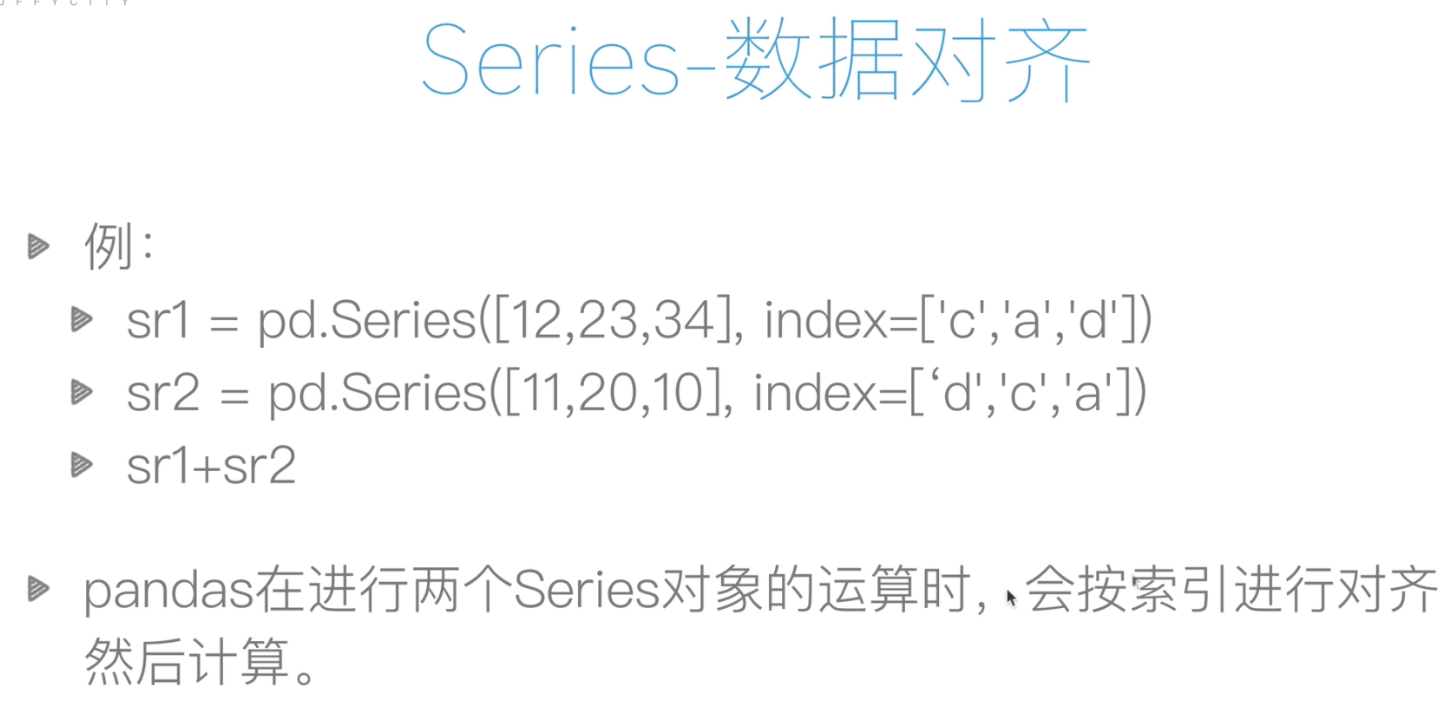 Series-数据对齐
例：
sr1 = pd.Series([12,23,34], index=['c','a','d'])
sr2 = pd.Series([11,20,10], index=[‘d','c','a'])
sr1+sr2
pandas在进行两个Series对象的运算时，会按索引进行对齐
然后计算。